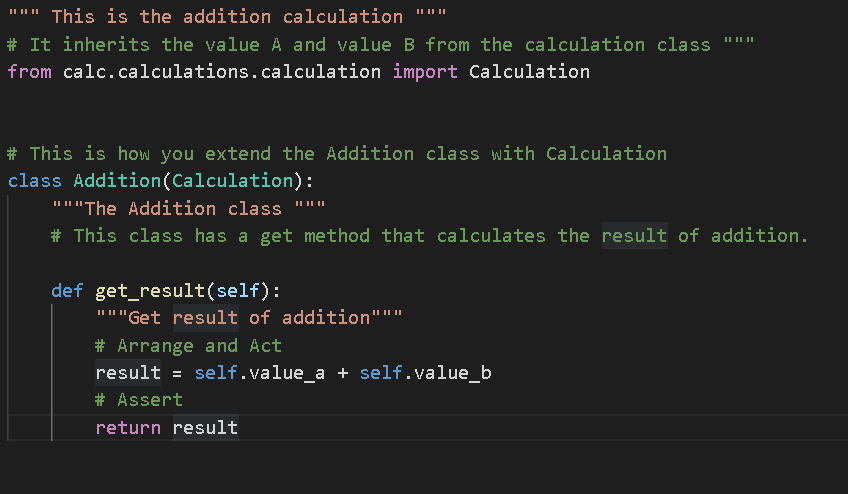 """ This is the addition calculation """
# It inherits the value A and value B from the calculation class """
from calc.calculations.calculation import Calculation
# This is how you extend the Addition class with Calculation
class Addition(Calculation):
"""The Addition class """
# This class has a get method that calculates the result of addition.
def get_result(self):
"""Get result of addition"""
# Arrange and Act
result = self.value_a + self.value_b
# Assert
return result